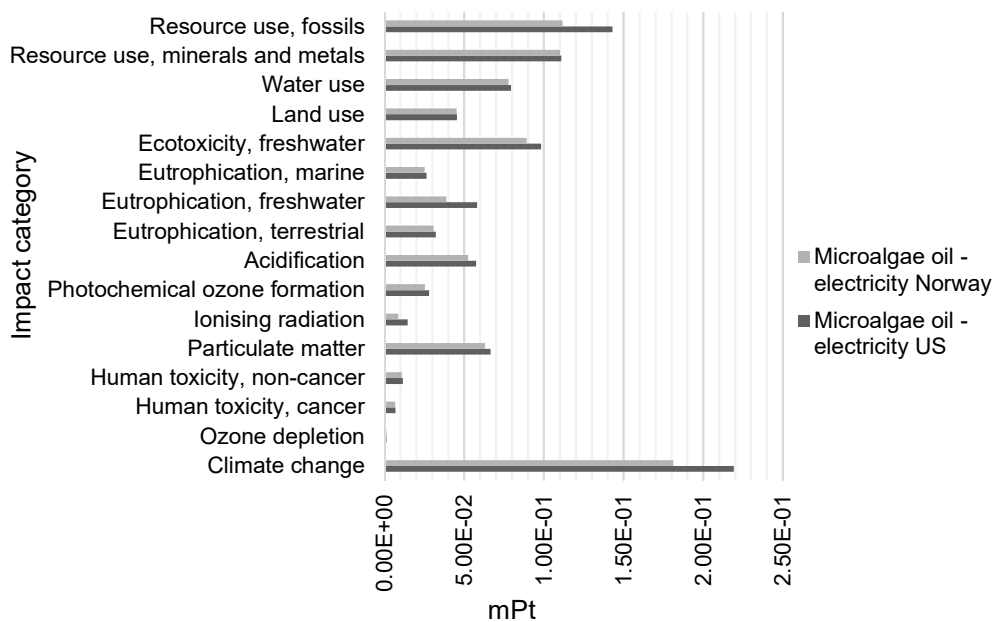 Impact category
Resource use, fossils
Resource use, minerals and metals
Water use
Land use
Ecotoxicity, freshwater
Eutrophication, marine
Eutrophication, freshwater
Eutrophication, terrestrial
Acidification
Photochemical ozone formation
Ionising radiation
Particulate matter
Human toxicity, non-cancer
Human toxicity, cancer
Ozone depletion
Climate change
0.00E+00
5.00E-02
1.00E-01
1.50E-01
2.00E-01
2.50E-01
mPt
Microalgae oil -
electricity Norway
Microalgae oil -
electricity US